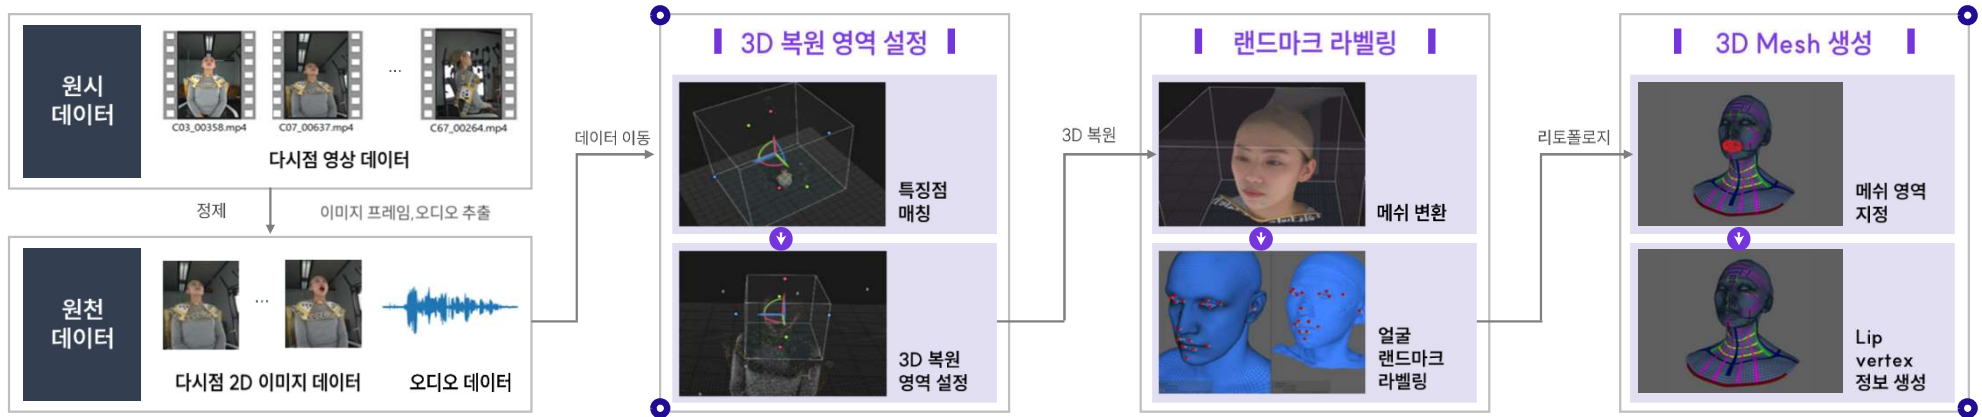 원시
데이터
C03_00358.mp4
C07_00637.mp4
...
C67_00264.mp4
다시점 영상 데이터
정제
이미지 프레임,오디오 추출
원천
데이터
...
다시점 2D 이미지 데이터
오디오 데이터
데이터 이동
3D 복원 영역 설정
특징점
매칭
3D 복원
영역 설정
3D 복원
랜드마크 라벨링
메쉬 변환
얼굴
랜드마크
라벨링
리토폴로지
3D Mesh 생성
메쉬 영역
지정
Lip
vertex
정보 생성